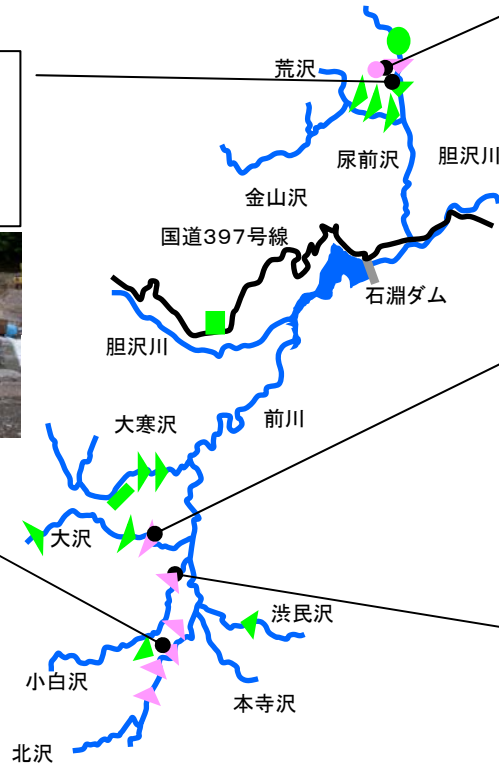 荒沢
尿前沢
胆沢川
金山沢
国道397号線
石淵ダム
胆沢川
大寒沢
前川
大沢
渋民沢
小白沢
本寺沢
北沢